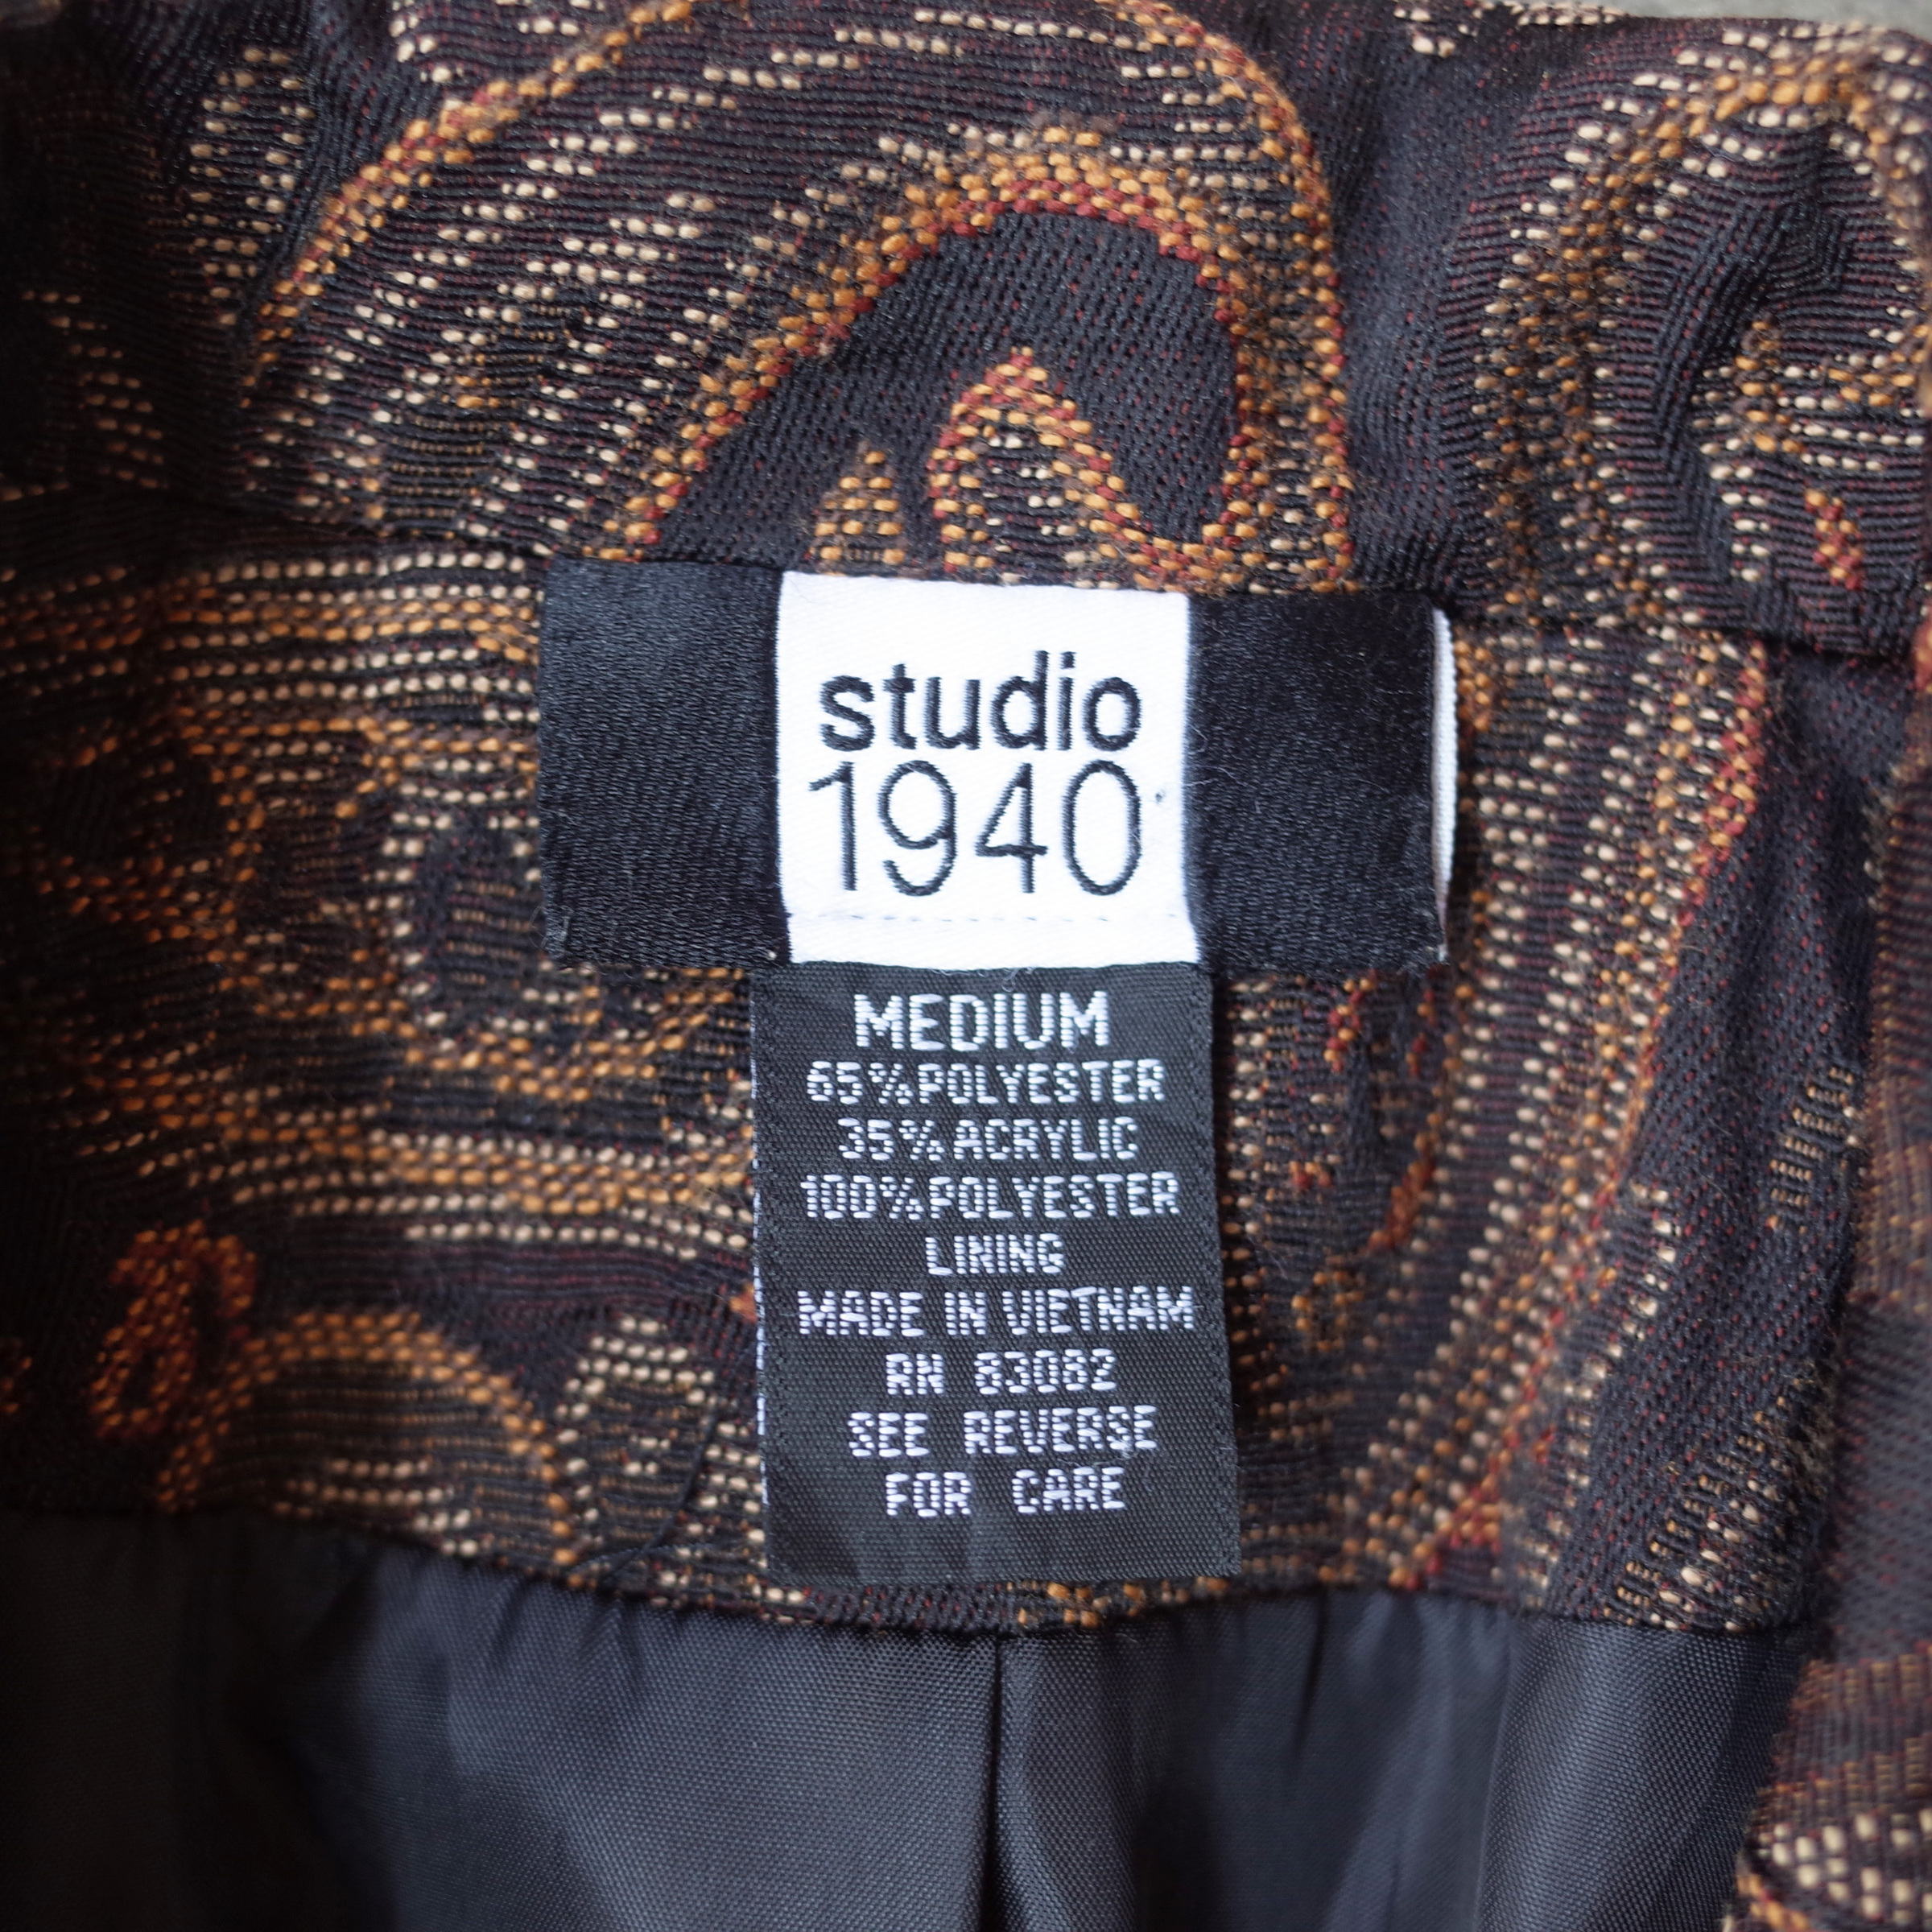 studio
1940
MEDIUM
65% POLYESTER
35% ACRYLIC
100% POLYESTER
LINING
MADE IN VIETNAM
RN 83082
SEE REVERSE
FOR CARE